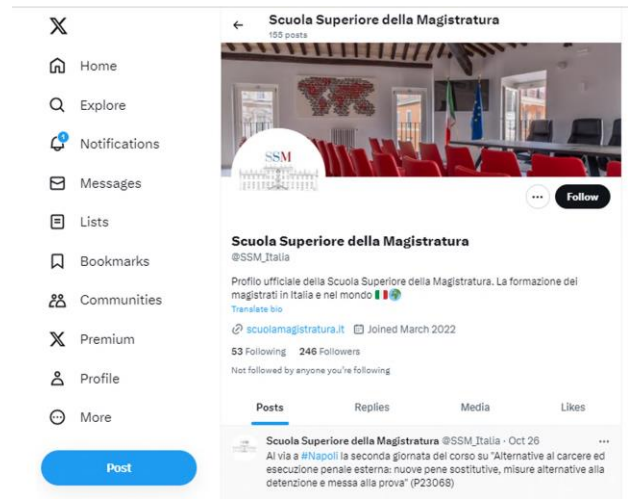 Home
Explore
Notifications
Messages
Lists
Bookmarks
Communities
Premium
Profile
More
Post
Scuola Superiore della Magistratura
155 posts
SSM
Follow
Scuola Superiore della Magistratura
@SSM_Italia
Profilo ufficiale della Scuola Superiore della Magistratura. La formazione dei
magistrati in Italia e nel mondo 🇮🇹🌍
Translate bio
scuolamagistratura.it Joined March 2022
53 Following 246 Followers
Not followed by anyone you're following
Posts Replies Media Likes
Scuola Superiore della Magistratura @SSM_Italia · Oct 26
Al via a #Napoli la seconda giornata del corso su "Alternative al carcere ed
esecuzione penale esterna: nuove pene sostitutive, misure alternative alla
detenzione e messa alla prova" (P23068)